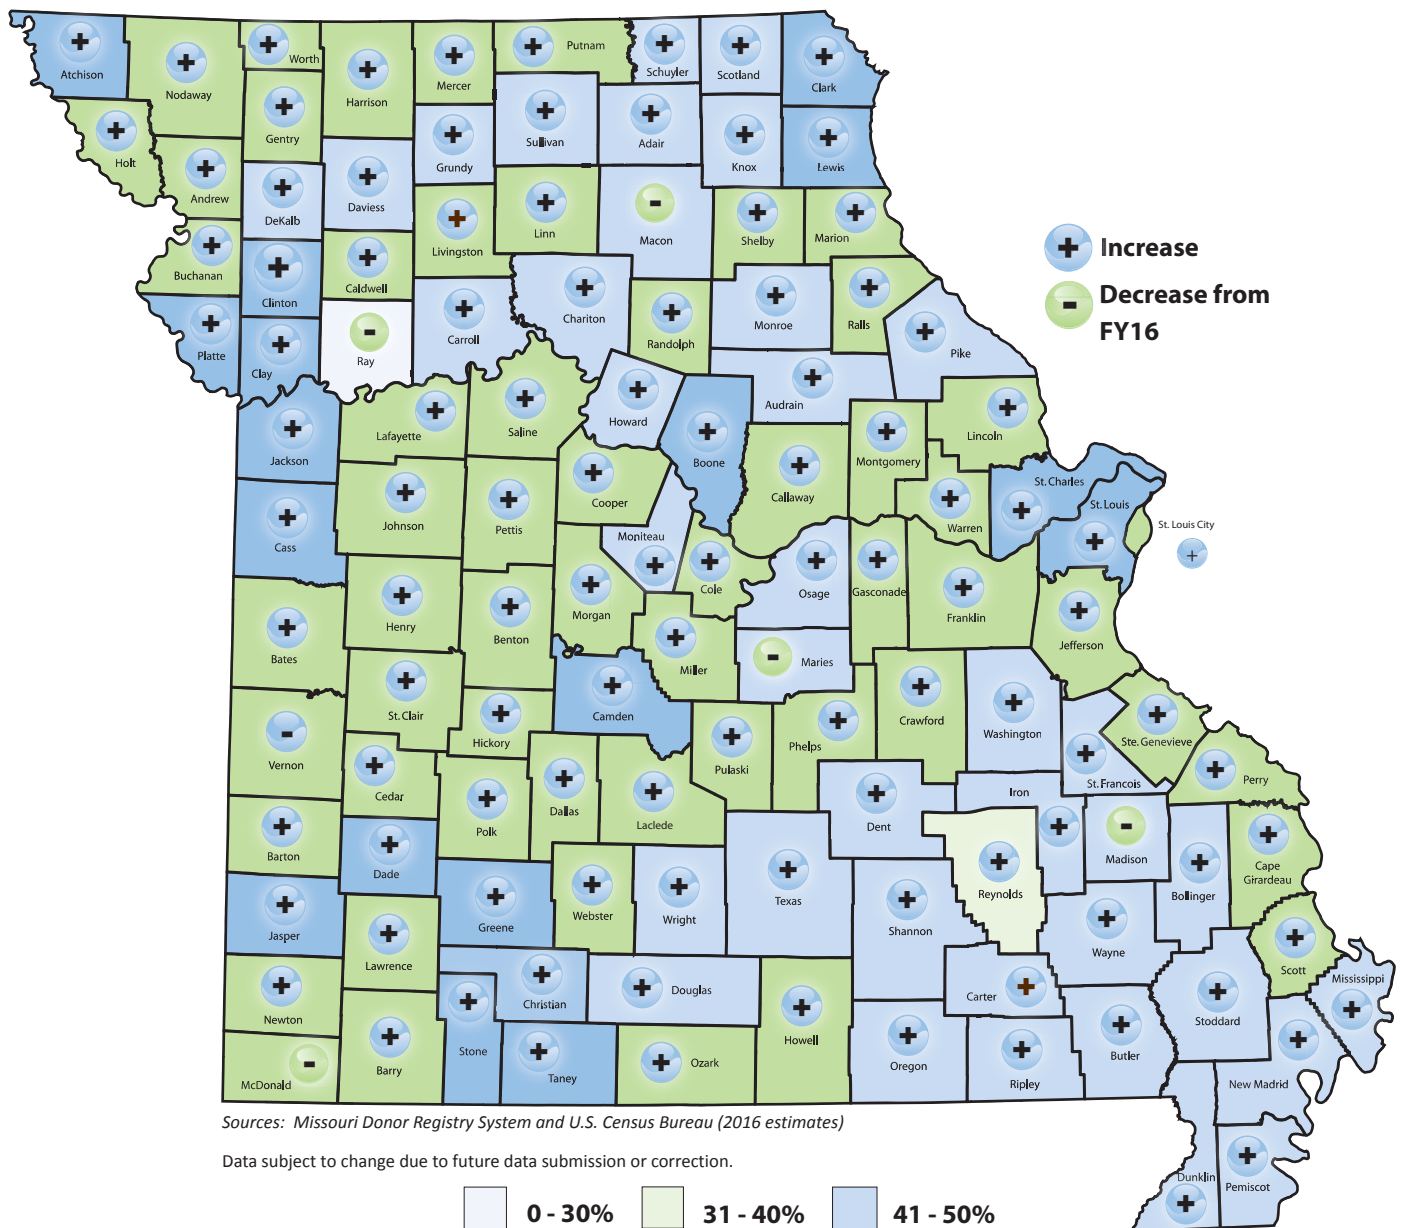 Atchison
Nodaway
Worth
Harrison
Mercer
Putnam
Schuyler
Scotland
Clark
Holt
Gentry
Andrew
DeKalb
Daviess
Grundy
Sullivan
Adair
Knox
Lewis
Buchanan
Clinton
Caldwell
Livingston
Linn
Macon
Shelby
Marion
Platte
Clay
Ray
Carroll
Chariton
Randolph
Monroe
Ralls
Pike
+ Increase
- Decrease from
FY16
Jackson
Lafayette
Saline
Howard
Boone
Audrain
Callaway
Montgomery
Lincoln
Warren
St. Charles
St. Louis
St. Louis City
Cass
Johnson
Pettis
Cooper
Moniteau
Cole
Osage
Gasconade
Franklin
Jefferson
Bates
Henry
Benton
Morgan
Miller
Maries
Vernon
St. Clair
Hickory
Camden
Pulaski
Phelps
Crawford
Washington
St. Francois
Ste. Genevieve
Perry
Barton
Cedar
Polk
Dallas
Laclede
Dent
Iron
Madison
Bollinger
Cape
Girardeau
Jasper
Dade
Greene
Webster
Wright
Texas
Shannon
Reynolds
Wayne
Scott
Mississippi
Newton
Lawrence
Christian
Douglas
Howell
Carter
Stoddard
McDonald
Barry
Stone
Taney
Ozark
Oregon
Ripley
Butler
New Madrid
Dunklin
Pemiscot
Sources: Missouri Donor Registry System and U.S. Census Bureau (2016 estimates)
Data subject to change due to future data submission or correction.
0 - 30%
31 - 40%
41 - 50%